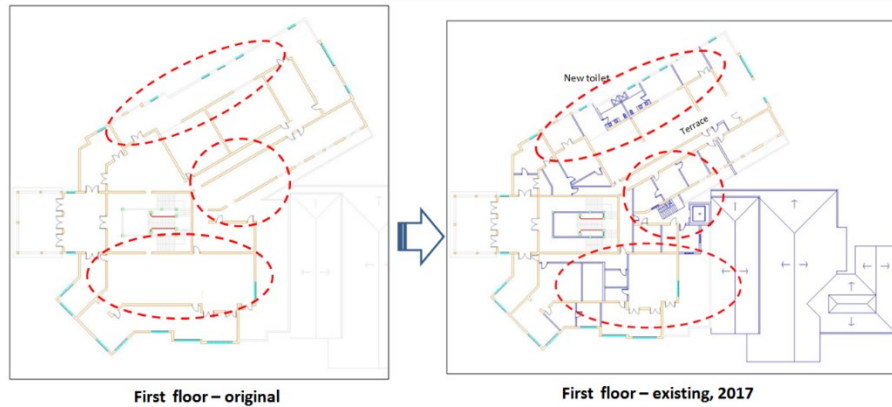 New toilet
Terrace
First floor – original
First floor – existing, 2017